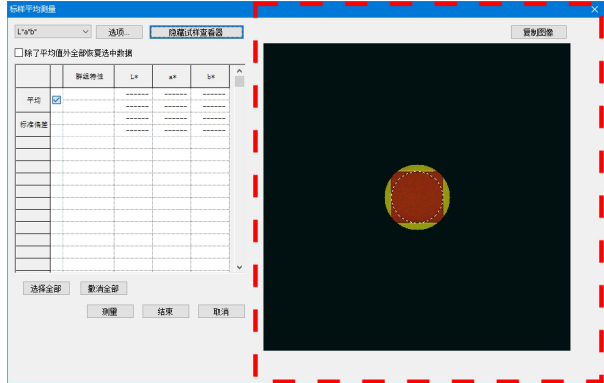 标样平均测量
L*a*b* 选项... 隐藏试样查看器 复制图像
除了平均值外全部恢复选中数据
群组特性 L* a* b*
平均 ------ ------ ------
------ ------ ------
标准偏差 ------ ------ ------
------ ------ ------
选择全部 撤消全部
测量 结束 取消